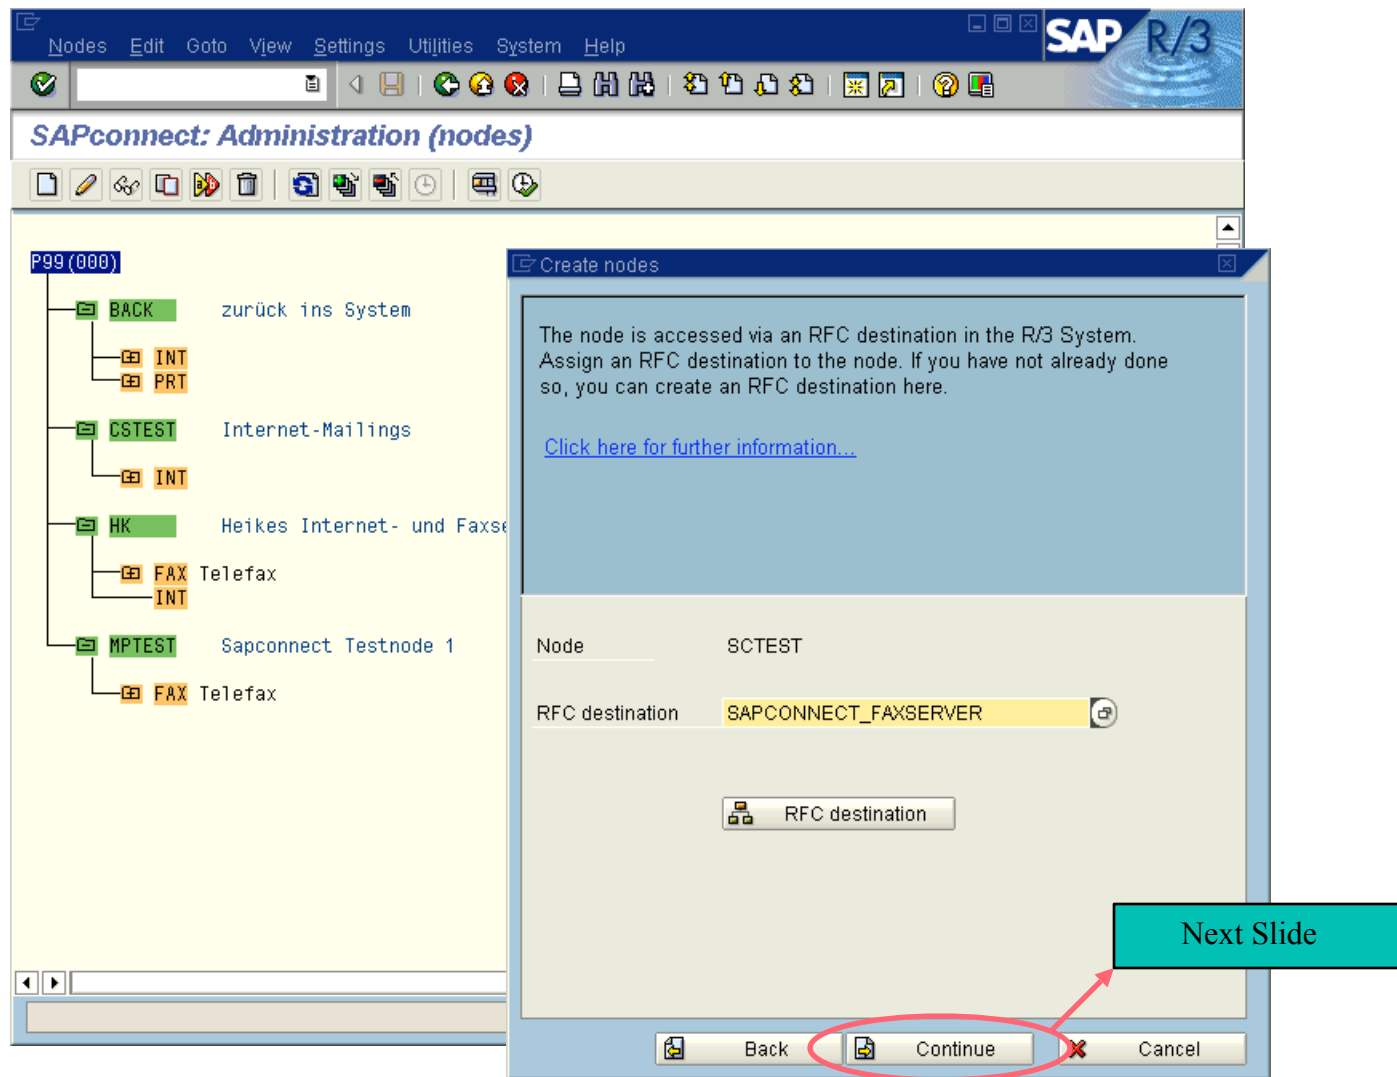 Nodes Edit Goto View Settings Utilities System Help
SAP R/3
SAPconnect: Administration (nodes)
P99(000)
BACK zurück ins System
INT
PRT
CSTEST Internet-Mailings
INT
HK Heikes Internet- und Faxse
FAX Telefax
INT
MPTEST Sapconnect Testnode 1
FAX Telefax
Create nodes
The node is accessed via an RFC destination in the R/3 System.
Assign an RFC destination to the node. If you have not already done
so, you can create an RFC destination here.
Click here for further information...
Node SCTEST
RFC destination SAPCONNECT_FAXSERVER
RFC destination
Next Slide
Back Continue Cancel